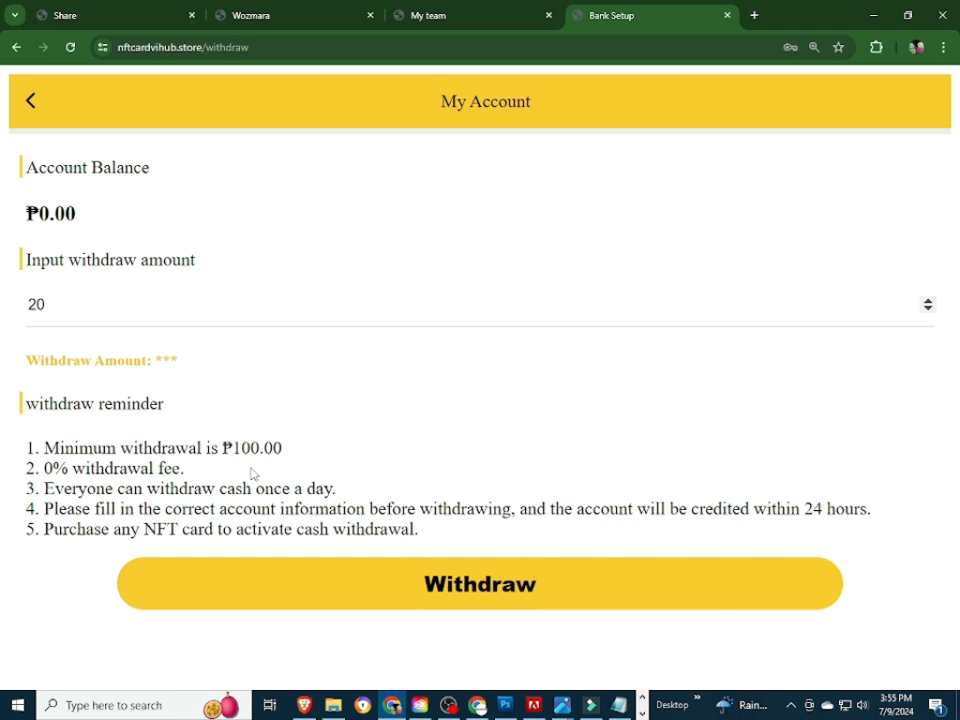 Share
Wozmara
My team
Bank Setup
nftcardvihub.store/withdraw
My Account
Account Balance
₱0.00
Input withdraw amount
20
Withdraw Amount: ***
withdraw reminder
1. Minimum withdrawal is ₱100.00
2. 0% withdrawal fee.
3. Everyone can withdraw cash once a day.
4. Please fill in the correct account information before withdrawing, and the account will be credited within 24 hours.
5. Purchase any NFT card to activate cash withdrawal.
Withdraw
Type here to search
Desktop
Rain...
3:55 PM
7/9/2024